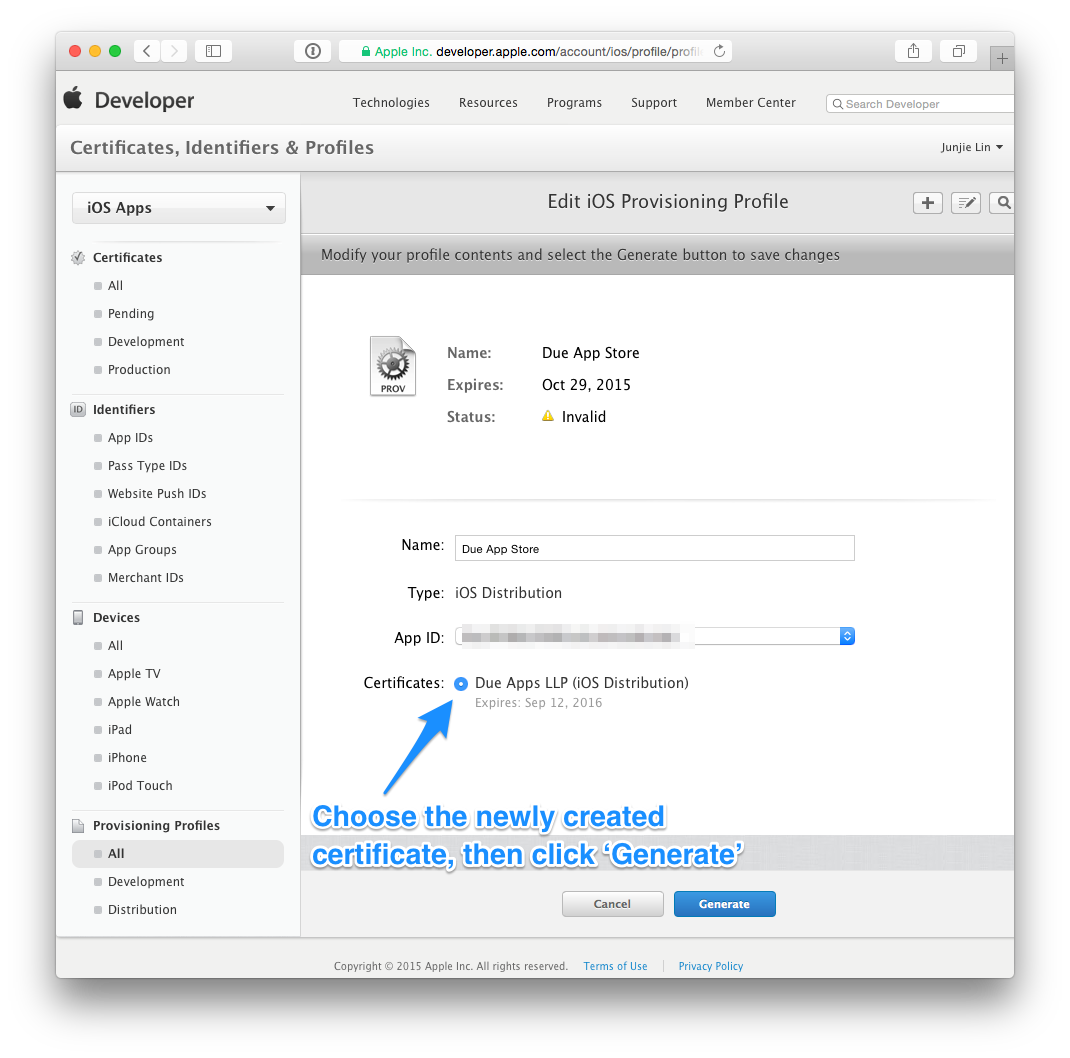 Apple Inc. developer.apple.com/account/ios/profile/profil
Developer
Technologies Resources Programs Support Member Center
Search Developer
Certificates, Identifiers & Profiles
Junjie Lin
iOS Apps
Certificates
All
Pending
Development
Production
ID Identifiers
App IDs
Pass Type IDs
Website Push IDs
iCloud Containers
App Groups
Merchant IDs
Devices
All
Apple TV
Apple Watch
iPad
iPhone
iPod Touch
Provisioning Profiles
All
Development
Distribution
Edit iOS Provisioning Profile
Modify your profile contents and select the Generate button to save changes
PROV
Name: Due App Store
Expires: Oct 29, 2015
Status: Invalid
Name: Due App Store
Type: iOS Distribution
App ID:
Certificates: Due Apps LLP (iOS Distribution)
Expires: Sep 12, 2016
Choose the newly created
certificate, then click ‘Generate’
Cancel Generate
Copyright © 2015 Apple Inc. All rights reserved. Terms of Use Privacy Policy